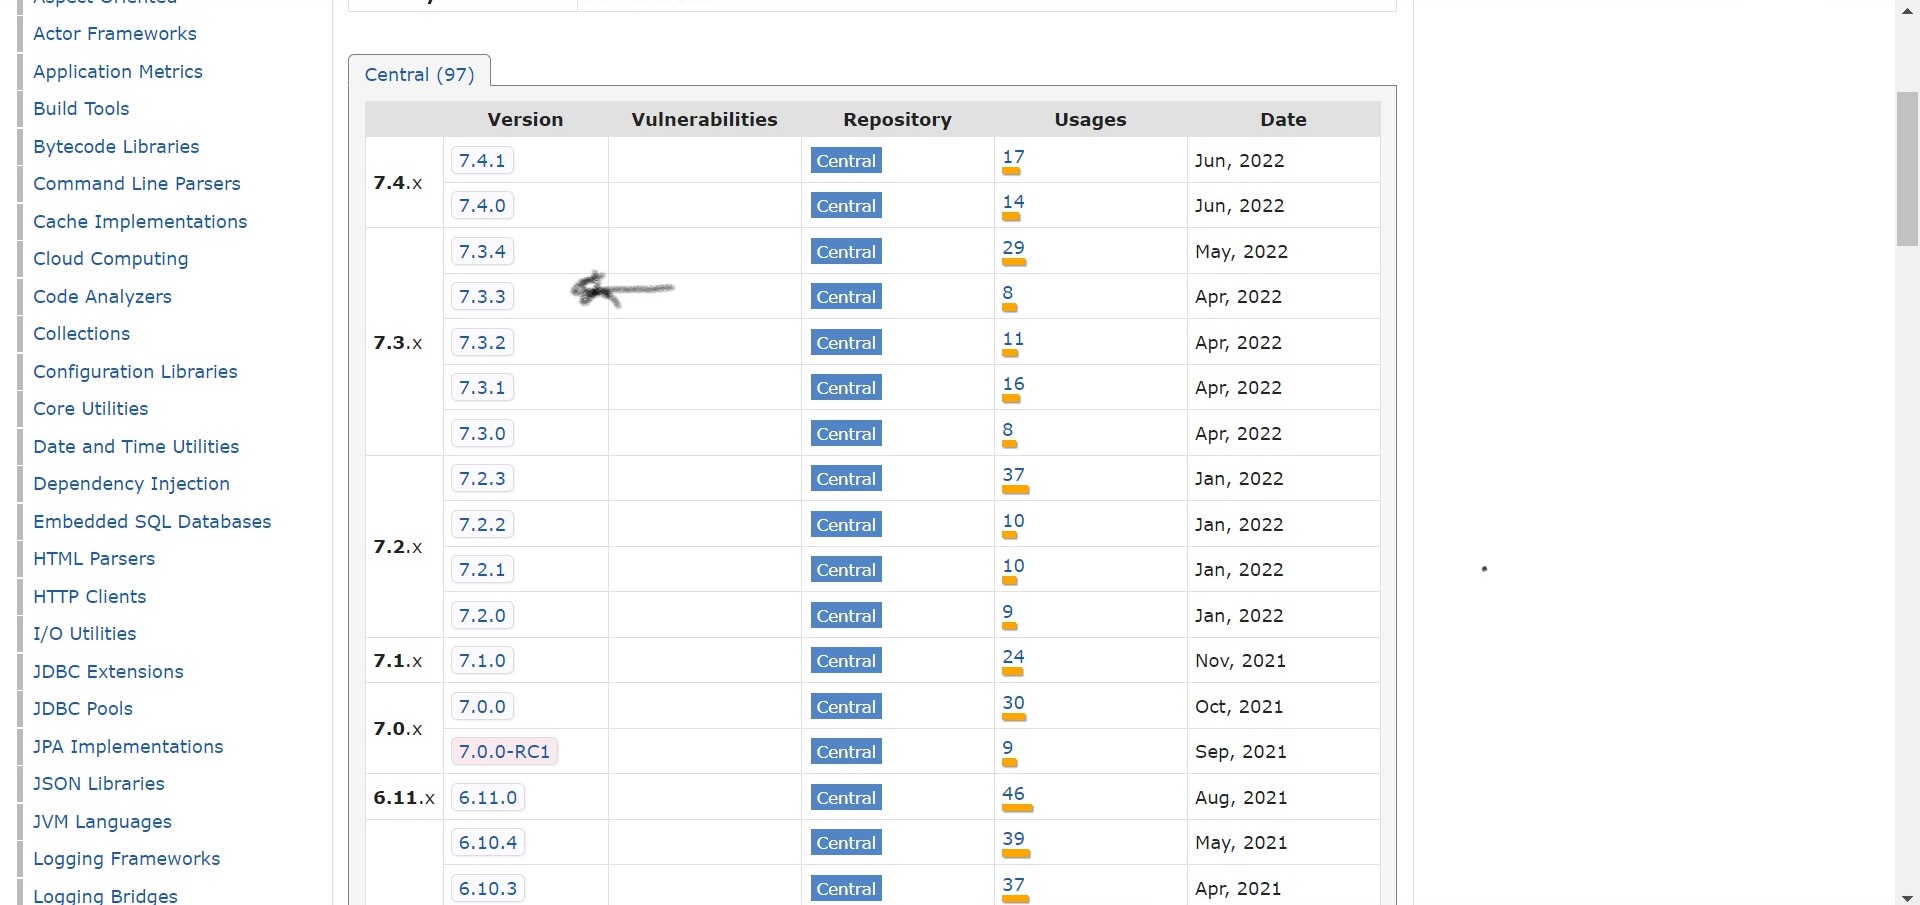 Actor Frameworks
Application Metrics
Build Tools
Bytecode Libraries
Command Line Parsers
Cache Implementations
Cloud Computing
Code Analyzers
Collections
Configuration Libraries
Core Utilities
Date and Time Utilities
Dependency Injection
Embedded SQL Databases
HTML Parsers
HTTP Clients
I/O Utilities
JDBC Extensions
JDBC Pools
JPA Implementations
JSON Libraries
JVM Languages
Logging Frameworks
Logging Bridges
Central (97)
Version Vulnerabilities Repository Usages Date
7.4.x
7.4.1 Central 17 Jun, 2022
7.4.0 Central 14 Jun, 2022
7.3.x
7.3.4 Central 29 May, 2022
7.3.3 Central 8 Apr, 2022
7.3.2 Central 11 Apr, 2022
7.3.1 Central 16 Apr, 2022
7.3.0 Central 8 Apr, 2022
7.2.x
7.2.3 Central 37 Jan, 2022
7.2.2 Central 10 Jan, 2022
7.2.1 Central 10 Jan, 2022
7.2.0 Central 9 Jan, 2022
7.1.x 7.1.0 Central 24 Nov, 2021
7.0.x
7.0.0 Central 30 Oct, 2021
7.0.0-RC1 Central 9 Sep, 2021
6.11.x 6.11.0 Central 46 Aug, 2021
6.10.4 Central 39 May, 2021
6.10.3 Central 37 Apr, 2021